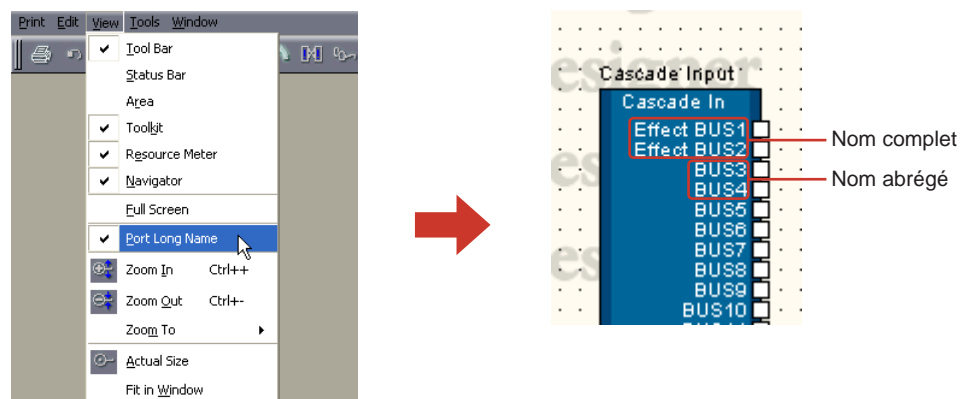 Print Edit View Tools Window
Tool Bar
Status Bar
Area
Toolkit
Resource Meter
Navigator
Full Screen
Port Long Name
Zoom In Ctrl++
Zoom Out Ctrl+-
Zoom To
Actual Size
Fit in Window
esigner
Cascade Input
Cascade In
Effect BUS1
Effect BUS2
BUS3
BUS4
BUS5
BUS6
BUS7
BUS8
BUS9
BUS10
Nom complet
Nom abrégé